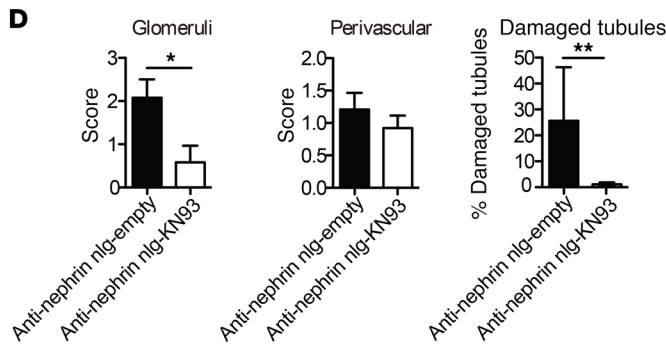 D
Glomeruli
Score
3
2
1
0
*
Anti-nephrin nlg-empty
Anti-nephrin nlg-KN93
Perivascular
Score
2.0
1.5
1.0
0.5
0.0
Anti-nephrin nlg-empty
Anti-nephrin nlg-KN93
Damaged tubules
% Damaged tubules
50
40
30
20
10
0
**
Anti-nephrin nlg-empty
Anti-nephrin nlg-KN93